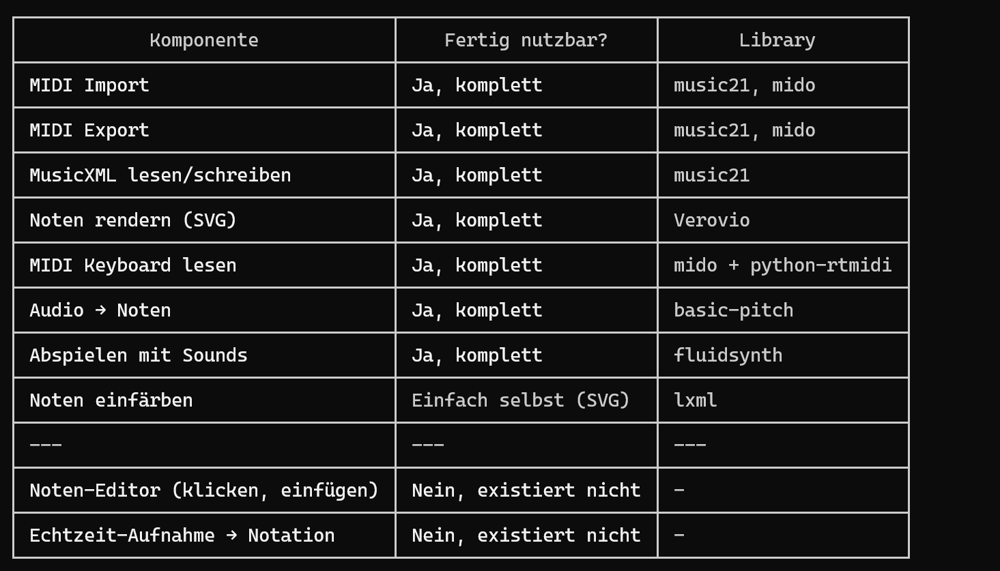 Komponente Fertig nutzbar? Library
MIDI Import Ja, komplett music21, mido
MIDI Export Ja, komplett music21, mido
MusicXML lesen/schreiben Ja, komplett music21
Noten rendern (SVG) Ja, komplett Verovio
MIDI Keyboard lesen Ja, komplett mido + python-rtmidi
Audio → Noten Ja, komplett basic-pitch
Abspielen mit Sounds Ja, komplett fluidsynth
Noten einfärben Einfach selbst (SVG) lxml
--- --- ---
Noten-Editor (klicken, einfügen) Nein, existiert nicht -
Echtzeit-Aufnahme → Notation Nein, existiert nicht -